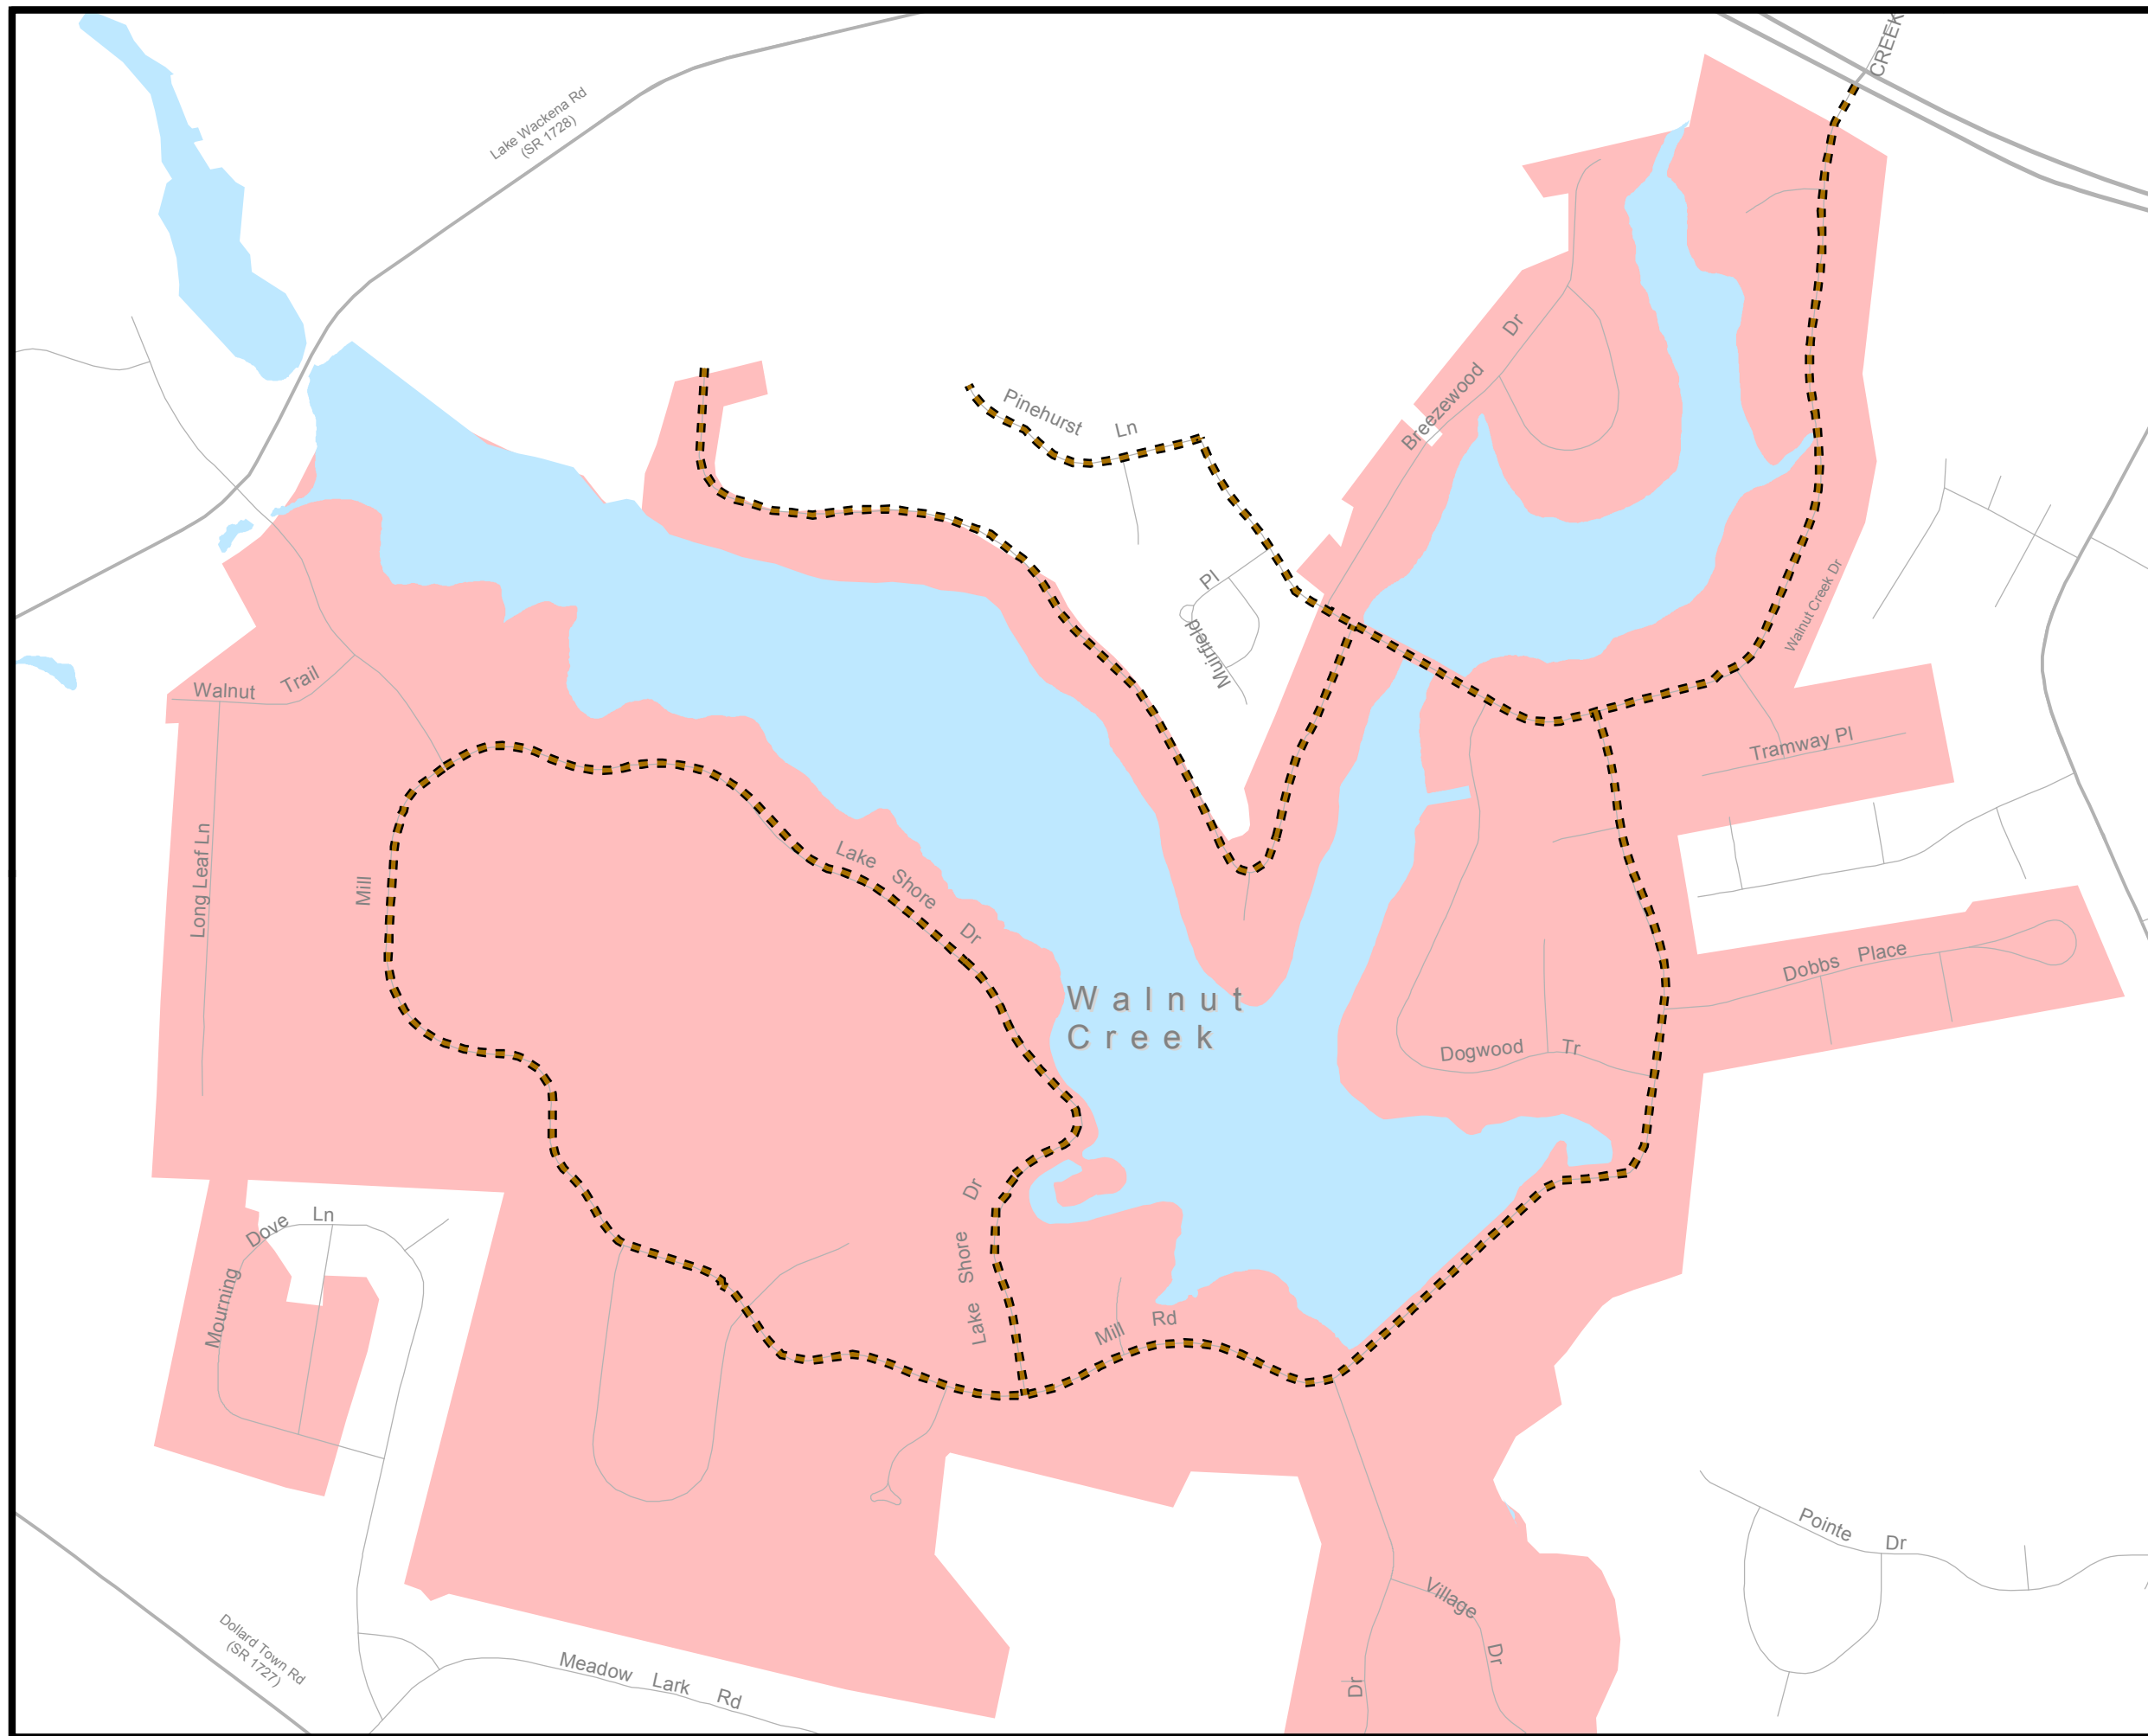 CREEK
Lake Wackena Rd
(SR 1728)
Breezewood Dr
Pinehurst Ln
Walnut Creek Dr
Pl
Muirfield
Walnut Trail
Tramway Pl
Long Leaf Ln
Mill
Lake Shore Dr
Dobbs Place
Walnut
Creek
Dogwood Tr
Dove Ln
Mourning
Lake Shore Dr
Mill Rd
Pointe Dr
Village Dr
Dr
Dollard Town Rd
(SR 1727)
Meadow Lark Rd